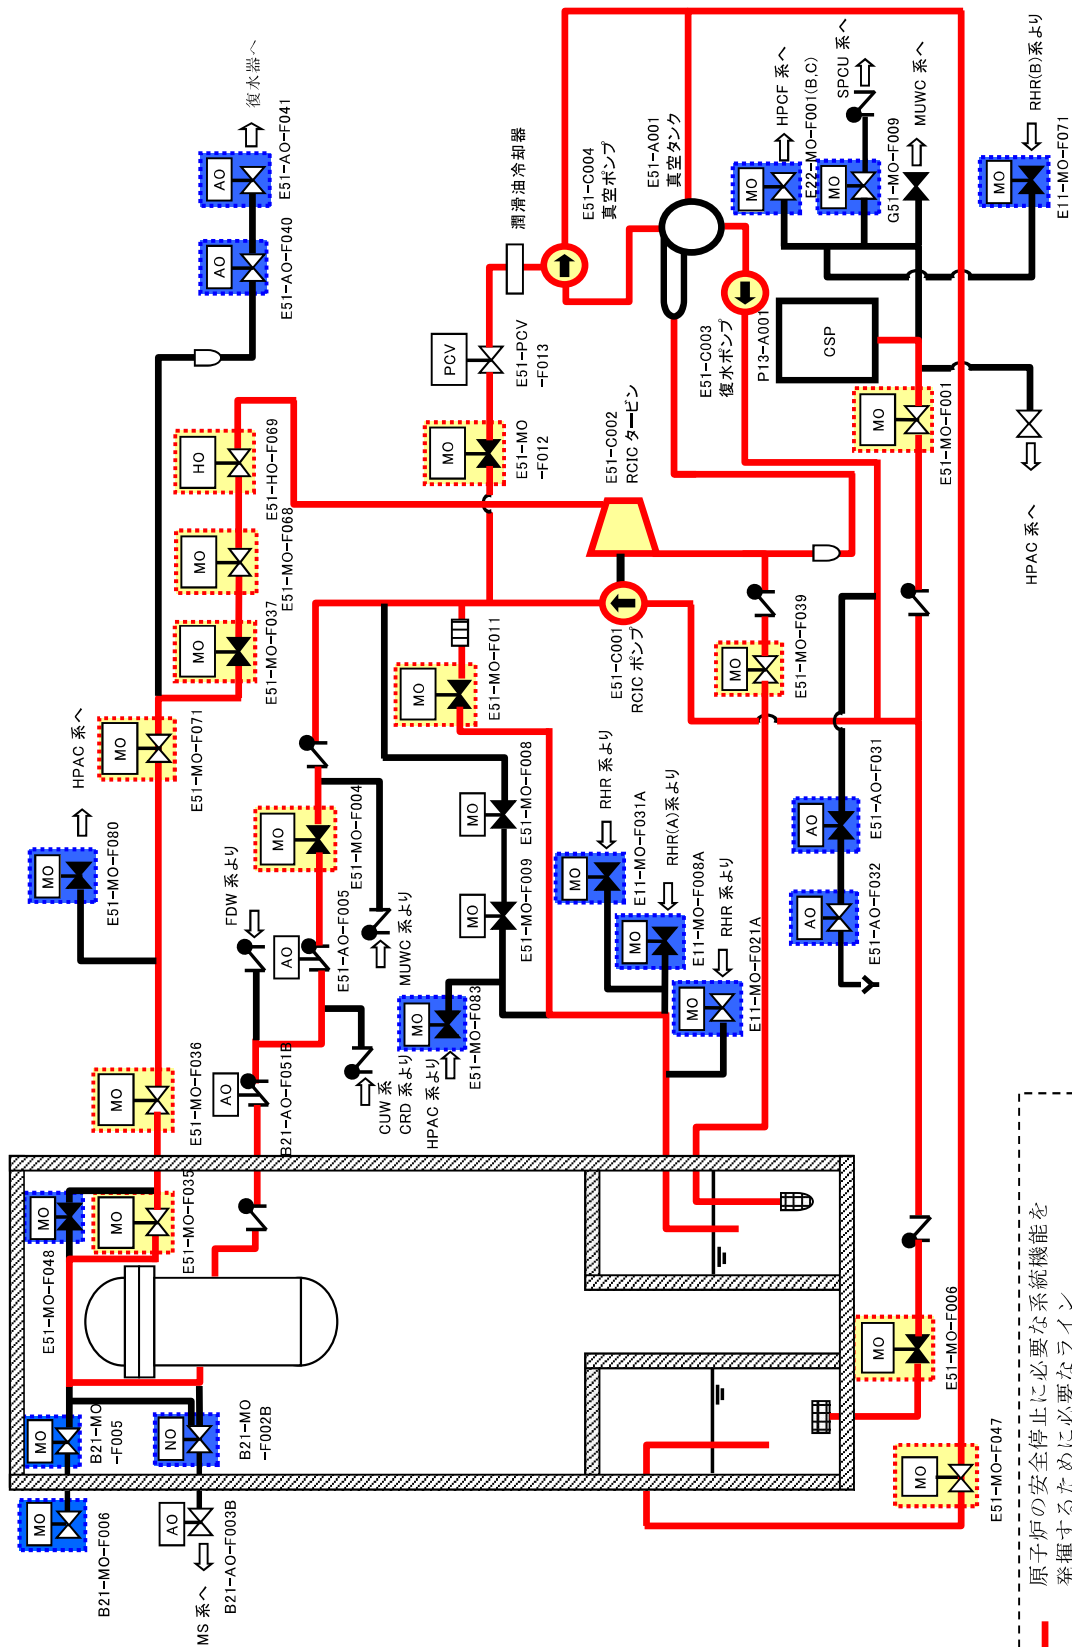 復水器へ
AO
E51-AO-F041
AO
E51-AO-F040
HO
E51-HO-F069
MO
E51-MO-F068
MO
E51-MO-F037
MO
E51-MO-F071
HPAC 系へ
MO
E51-MO-F080
MO
E51-MO-F036
MO
E51-MO-F035
MO
E51-MO-F048
MO
B21-MO
-F005
NO
B21-MO
-F002B
MO
B21-MO-F006
AO
B21-AO-F003B
MS 系へ
FDW 系より
AO
B21-AO-F051B
AO
E51-AO-F005
MO
E51-MO-F004
MUWC 系より
CUW 系
CRD 系より
HPAC 系より
MO
E51-MO-F083
MO
E51-MO-F009
MO
E51-MO-F008
MO
E51-MO-F011
潤滑油冷却器
PCV
E51-PCV
-F013
MO
E51-MO
-F012
E51-C004
真空ポンプ
E51-A001
真空タンク
E51-C003
復水ポンプ
E51-C002
RCIC タービン
E51-C001
RCIC ポンプ
RHR 系より
MO
E11-MO-F031A
RHR(A)系より
MO
E11-MO-F008A
RHR 系より
MO
E11-MO-F021A
MO
E51-MO-F039
AO
E51-AO-F031
AO
E51-AO-F032
HPCF 系へ
MO
E22-MO-F001(B,C)
SPCU 系へ
MO
G51-MO-F009
MUWC 系へ
RHR(B)系より
MO
E11-MO-F071
P13-A001
CSP
MO
E51-MO-F001
HPAC 系へ
MO
E51-MO-F006
MO
E51-MO-F047
原子炉の安全停止に必要な系統機能を
発揮するために必要なライン